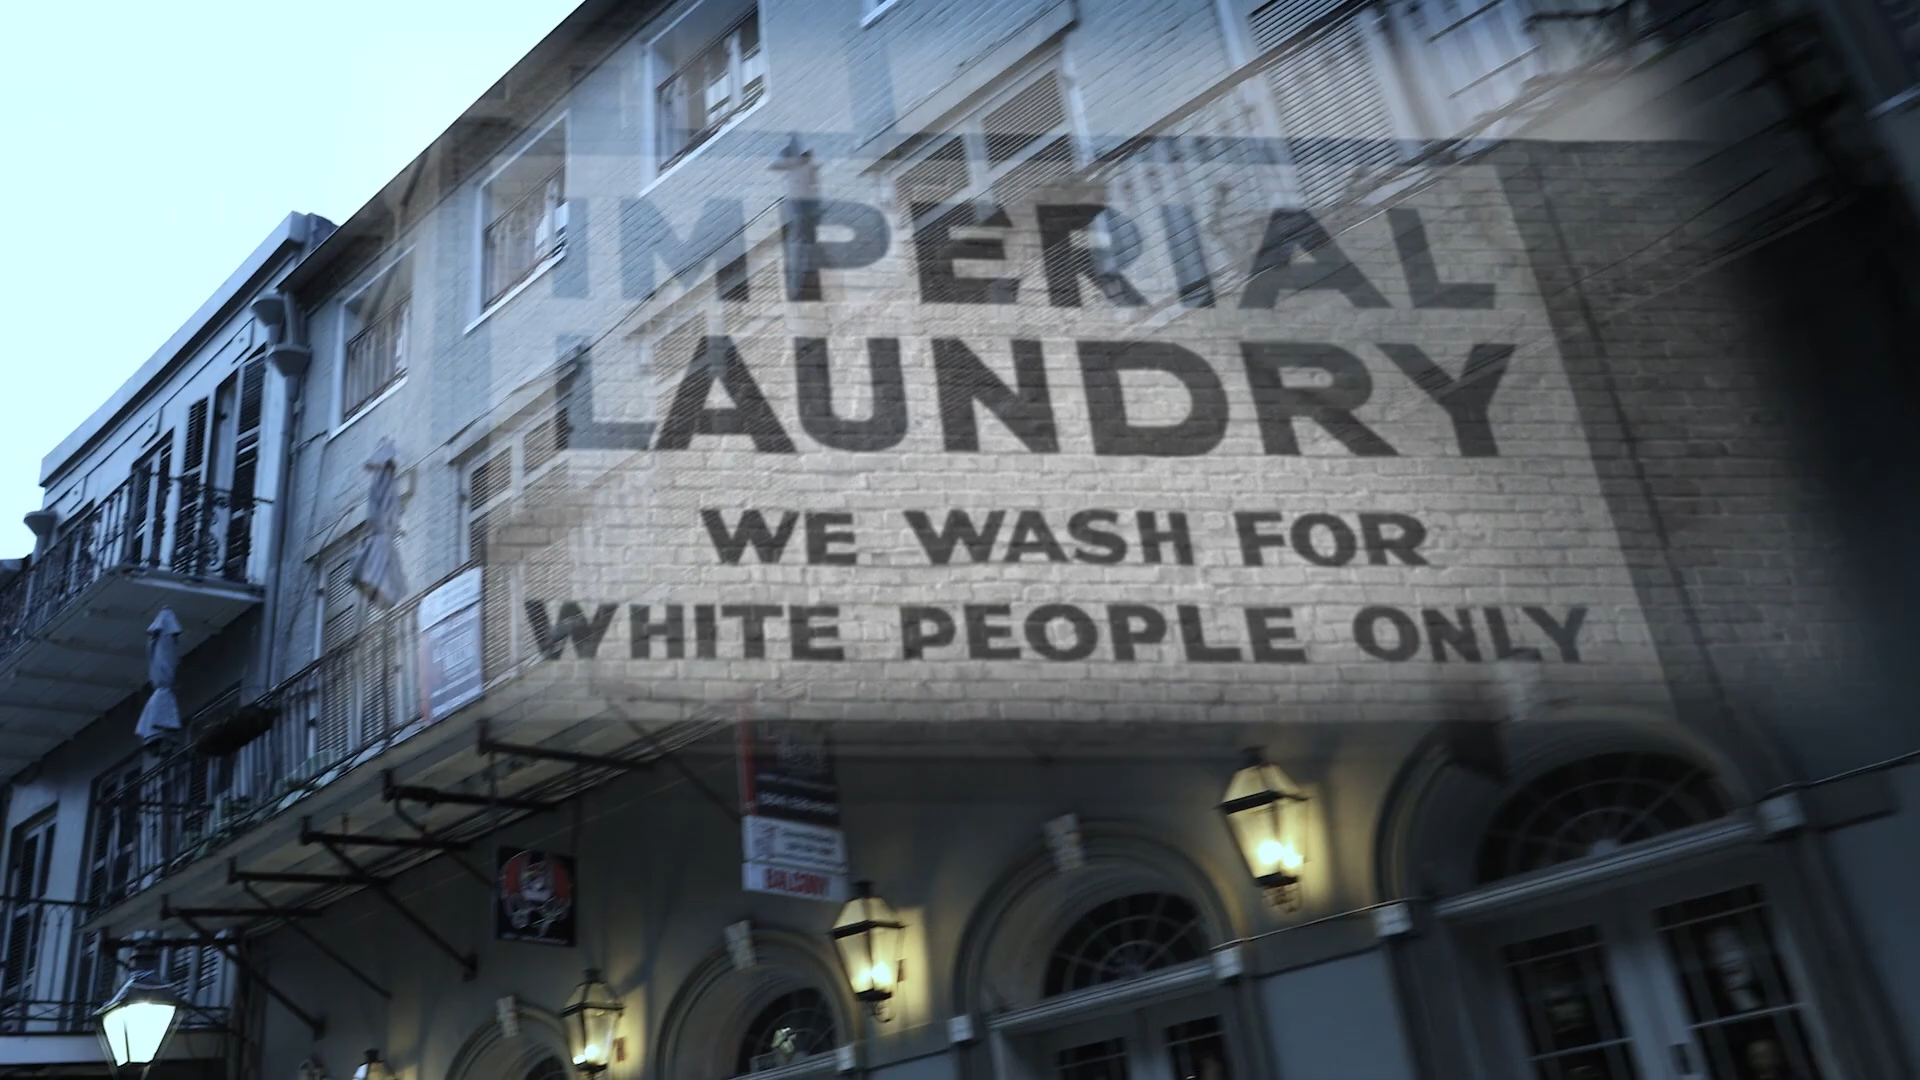 IMPERIAL
LAUNDRY
WE WASH FOR
WHITE PEOPLE ONLY
BALCONY